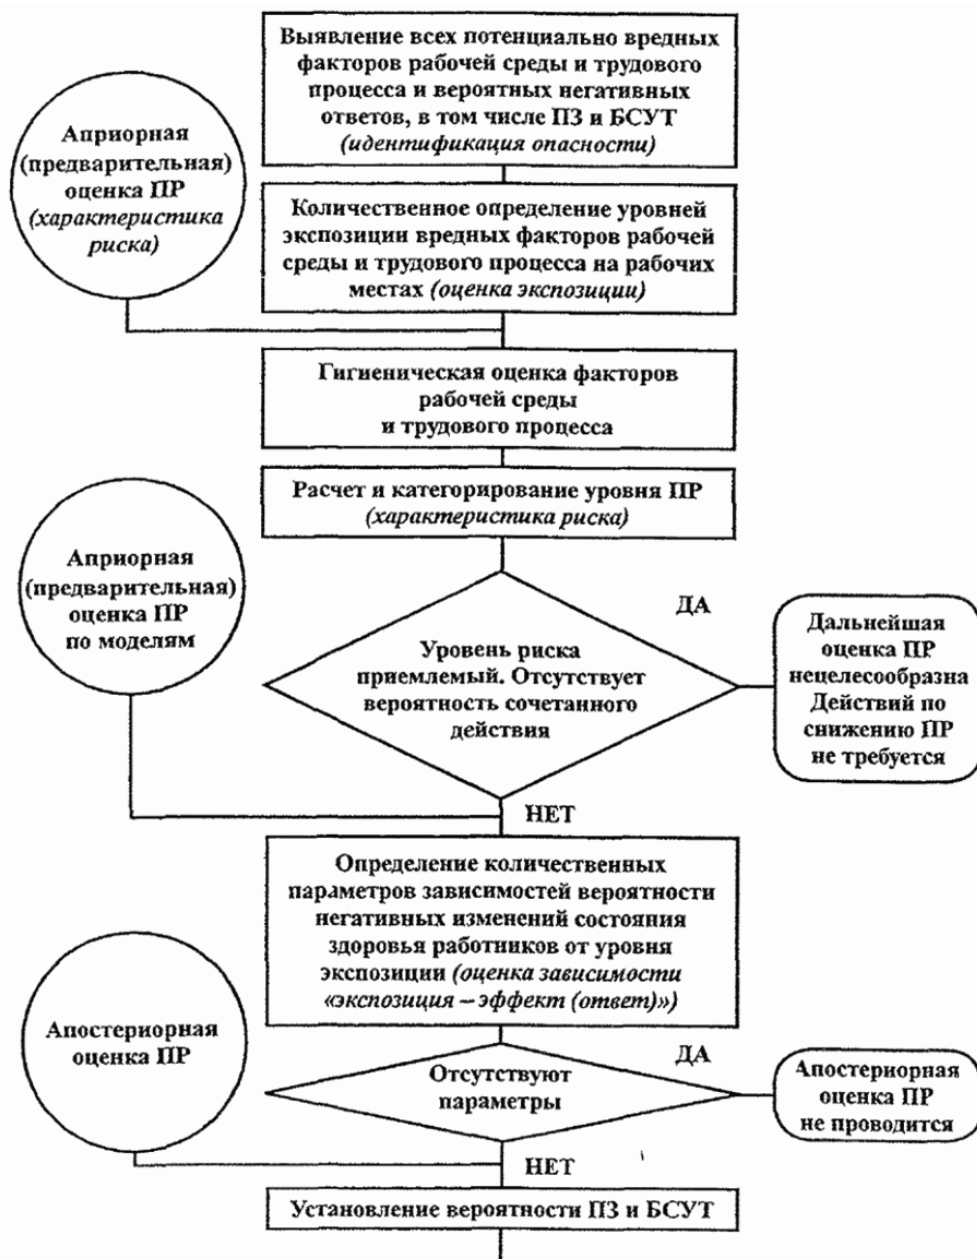 Выявление всех потенциально вредных
факторов рабочей среды и трудового
процесса и вероятных негативных
ответов, в том числе ПЗ и БСУТ
(идентификация опасности)
Априорная
(предварительная)
оценка ПР
(характеристика
риска)
Количественное определение уровней
экспозиции вредных факторов рабочей
среды и трудового процесса на рабочих
местах (оценка экспозиции)
Гигиеническая оценка факторов
рабочей среды
и трудового процесса
Расчет и категорирование уровня ПР
(характеристика риска)
Априорная
(предварительная)
оценка ПР
по моделям
Уровень риска
приемлемый. Отсутствует
вероятность сочетанного
действия
ДА
Дальнейшая
оценка ПР
нецелесообразна
Действий по
снижению ПР
не требуется
НЕТ
Определение количественных
параметров зависимостей вероятности
негативных изменений состояния
здоровья работников от уровня
экспозиции (оценка зависимости
«экспозиция – эффект (ответ)»)
Апостериорная
оценка ПР
Отсутствуют
параметры
ДА
Апостериорная
оценка ПР
не проводится
НЕТ
Установление вероятности ПЗ и БСУТ